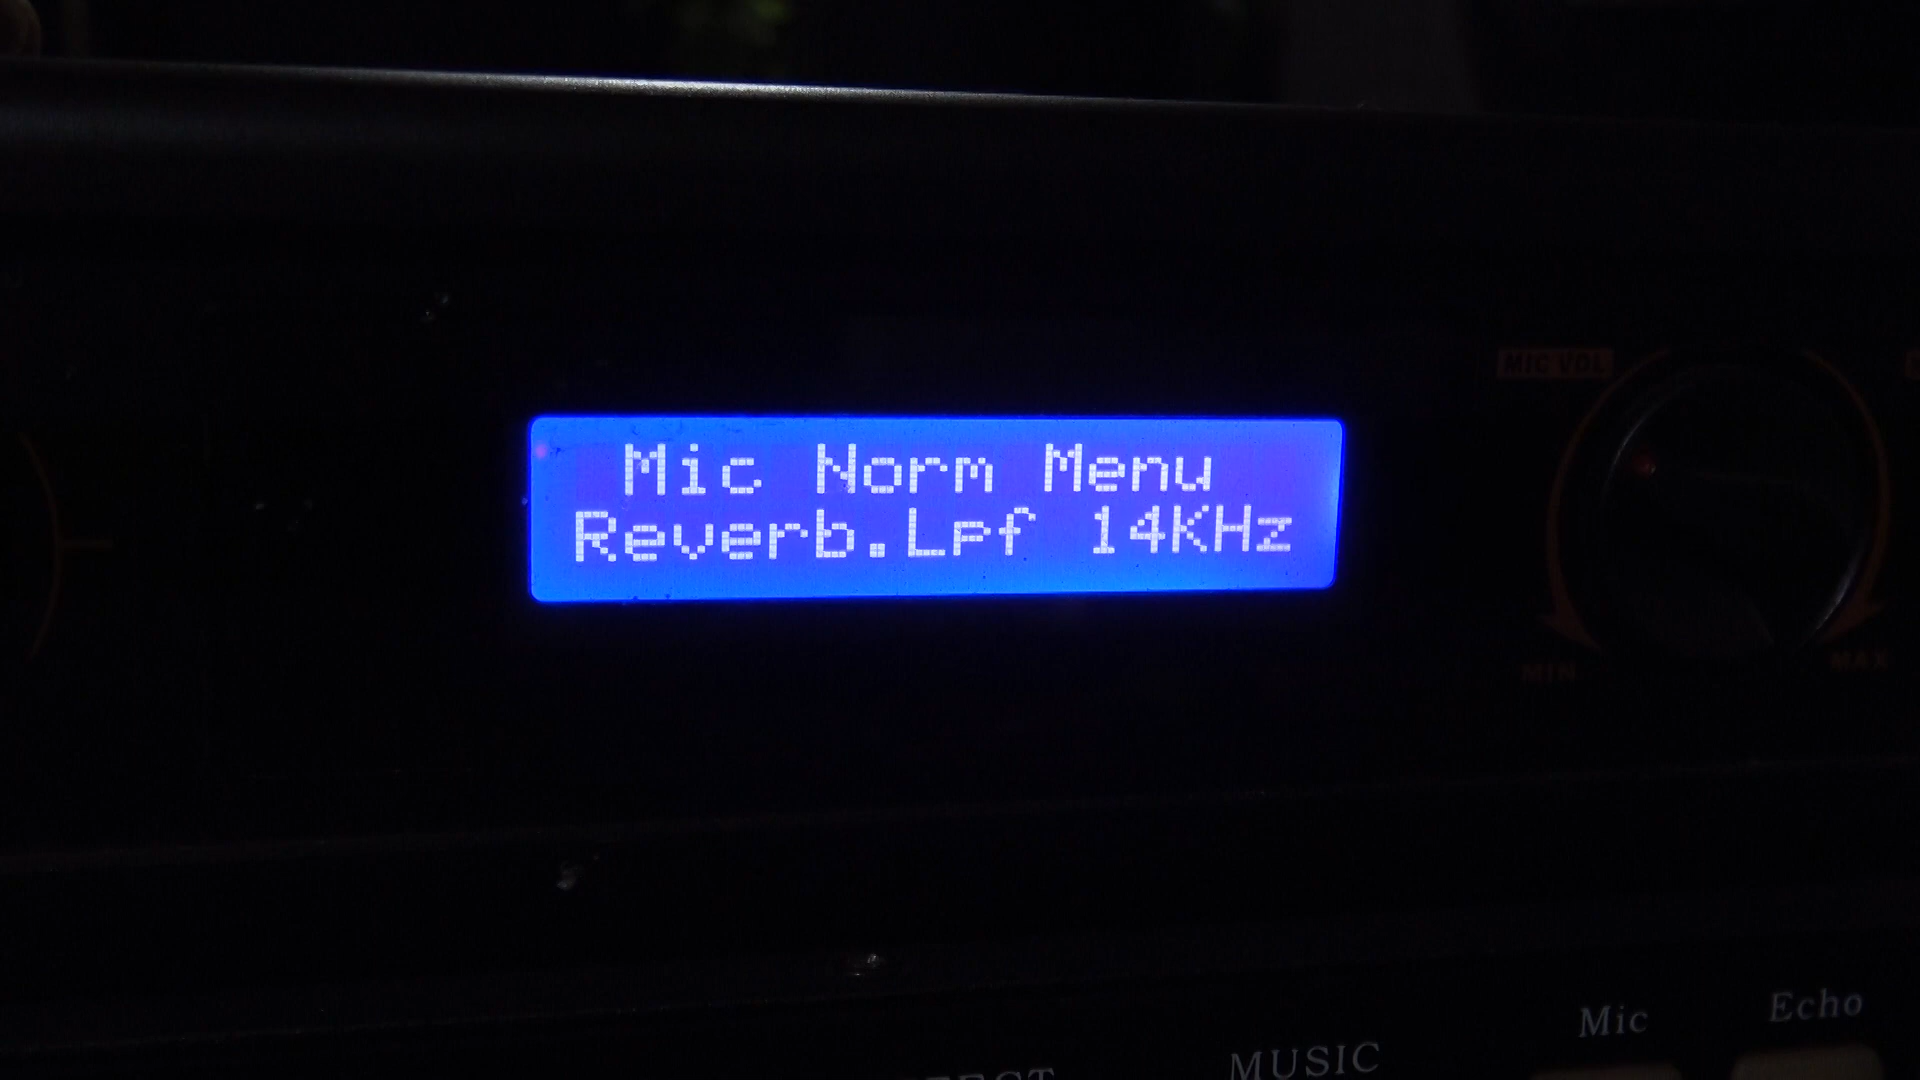 Mic Norm Menu
Reverb.Lpf 14KHz
MIC VOL
MIN
MAX
Mic
Echo
MUSIC